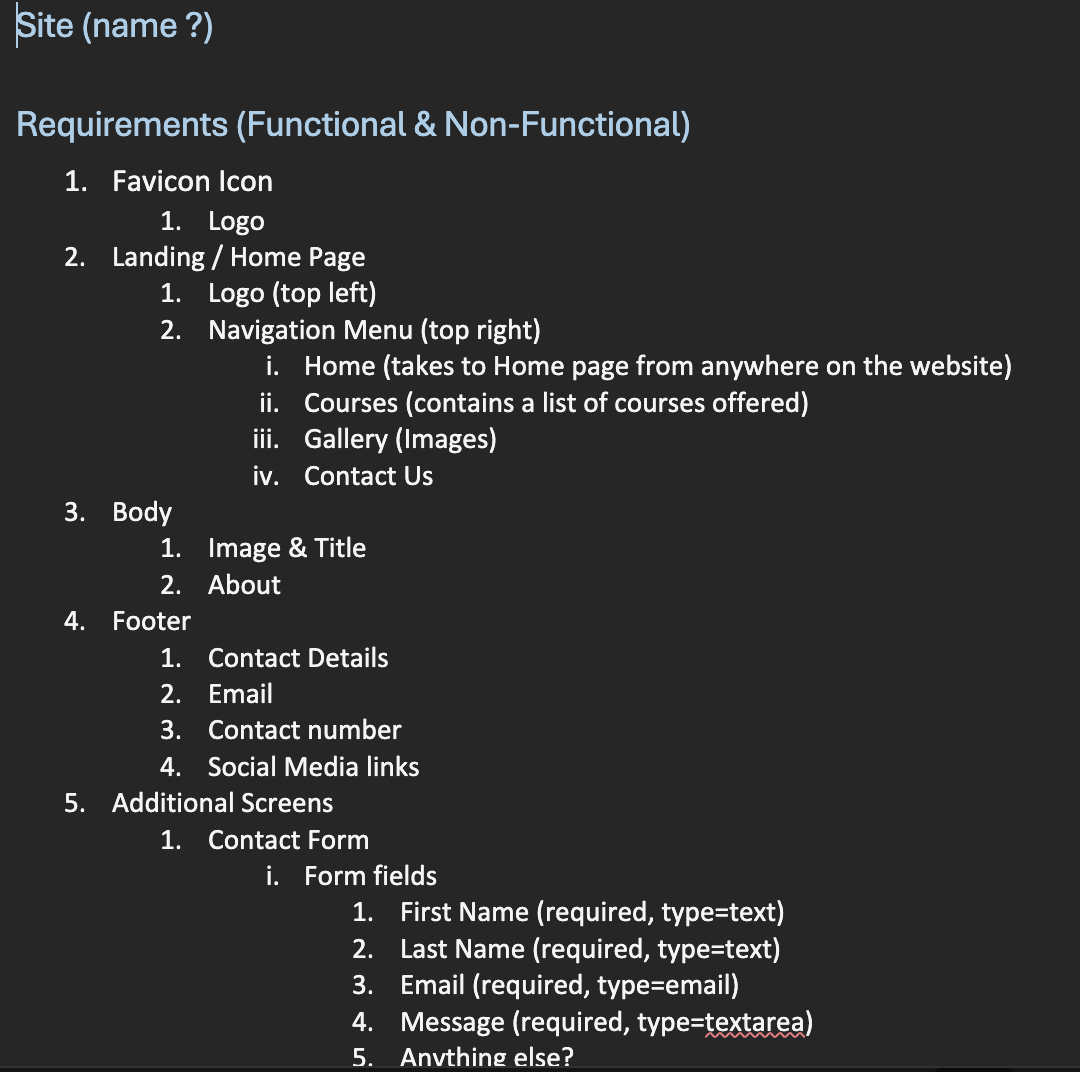 Site (name ?)
Requirements (Functional & Non-Functional)
1. Favicon Icon
1. Logo
2. Landing / Home Page
1. Logo (top left)
2. Navigation Menu (top right)
i. Home (takes to Home page from anywhere on the website)
ii. Courses (contains a list of courses offered)
iii. Gallery (Images)
iv. Contact Us
3. Body
1. Image & Title
2. About
4. Footer
1. Contact Details
2. Email
3. Contact number
4. Social Media links
5. Additional Screens
1. Contact Form
i. Form fields
1. First Name (required, type=text)
2. Last Name (required, type=text)
3. Email (required, type=email)
4. Message (required, type=textarea)
5. Anything else?